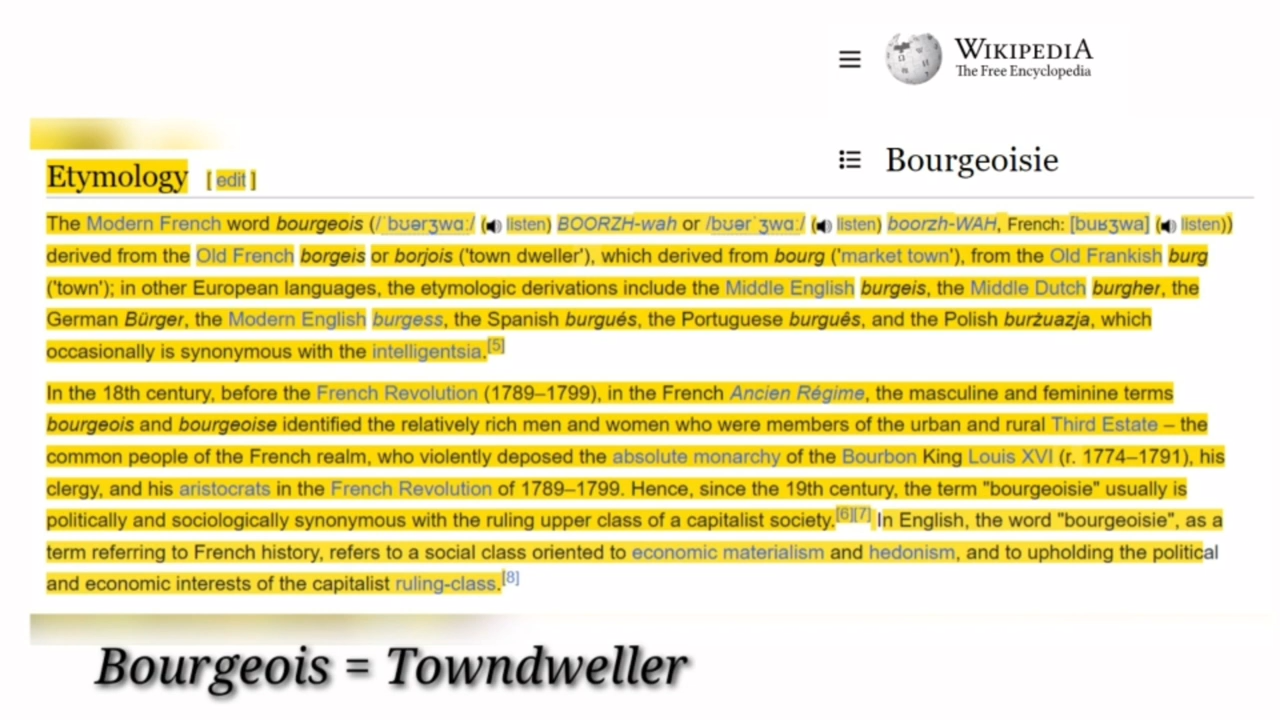 WIKIPEDIA
The Free Encyclopedia
Bourgeoisie
Etymology [ edit ]
The Modern French word bourgeois (/ˈbʊərʒwɑː/ (listen) BOORZH-wah or /bʊərˈʒwɑː/ (listen) boorzh-WAH, French: [buʁʒwa] (listen))
derived from the Old French borgeis or borjois ('town dweller'), which derived from bourg ('market town'), from the Old Frankish burg
('town'); in other European languages, the etymologic derivations include the Middle English burgeis, the Middle Dutch burgher, the
German Bürger, the Modern English burgess, the Spanish burgués, the Portuguese burguês, and the Polish burżuazja, which
occasionally is synonymous with the intelligentsia.[5]
In the 18th century, before the French Revolution (1789–1799), in the French Ancien Régime, the masculine and feminine terms
bourgeois and bourgeoise identified the relatively rich men and women who were members of the urban and rural Third Estate – the
common people of the French realm, who violently deposed the absolute monarchy of the Bourbon King Louis XVI (r. 1774–1791), his
clergy, and his aristocrats in the French Revolution of 1789–1799. Hence, since the 19th century, the term "bourgeoisie" usually is
politically and sociologically synonymous with the ruling upper class of a capitalist society.[6][7] In English, the word "bourgeoisie", as a
term referring to French history, refers to a social class oriented to economic materialism and hedonism, and to upholding the political
and economic interests of the capitalist ruling-class.[8]
Bourgeois = Towndweller